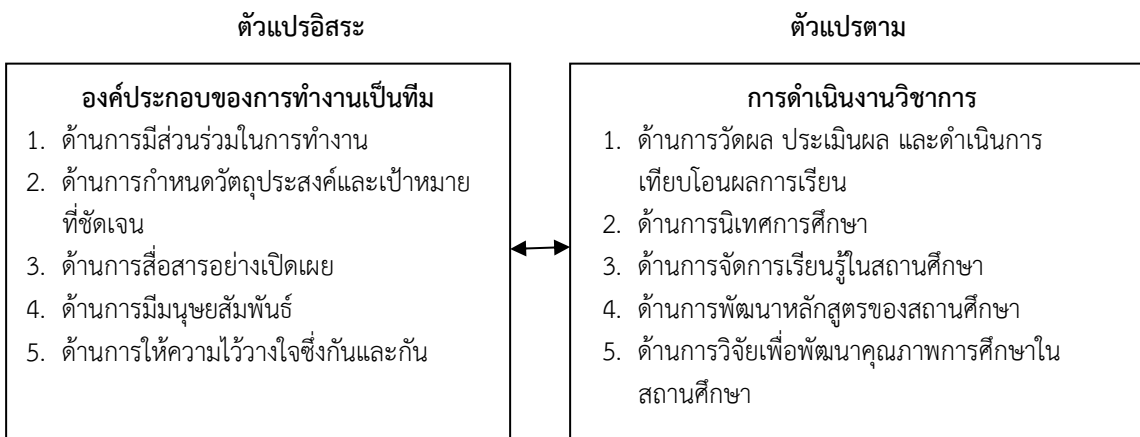 ตัวแปรอิสระ
องค์ประกอบของการทำงานเป็นทีม
1. ด้านการมีส่วนร่วมในการทำงาน
2. ด้านการกำหนดวัตถุประสงค์และเป้าหมาย
ที่ชัดเจน
3. ด้านการสื่อสารอย่างเปิดเผย
4. ด้านการมีมนุษยสัมพันธ์
5. ด้านการให้ความไว้วางใจซึ่งกันและกัน
ตัวแปรตาม
การดำเนินงานวิชาการ
1. ด้านการวัดผล ประเมินผล และดำเนินการ
เทียบโอนผลการเรียน
2. ด้านการนิเทศการศึกษา
3. ด้านการจัดการเรียนรู้ในสถานศึกษา
4. ด้านการพัฒนาหลักสูตรของสถานศึกษา
5. ด้านการวิจัยเพื่อพัฒนาคุณภาพการศึกษาใน
สถานศึกษา